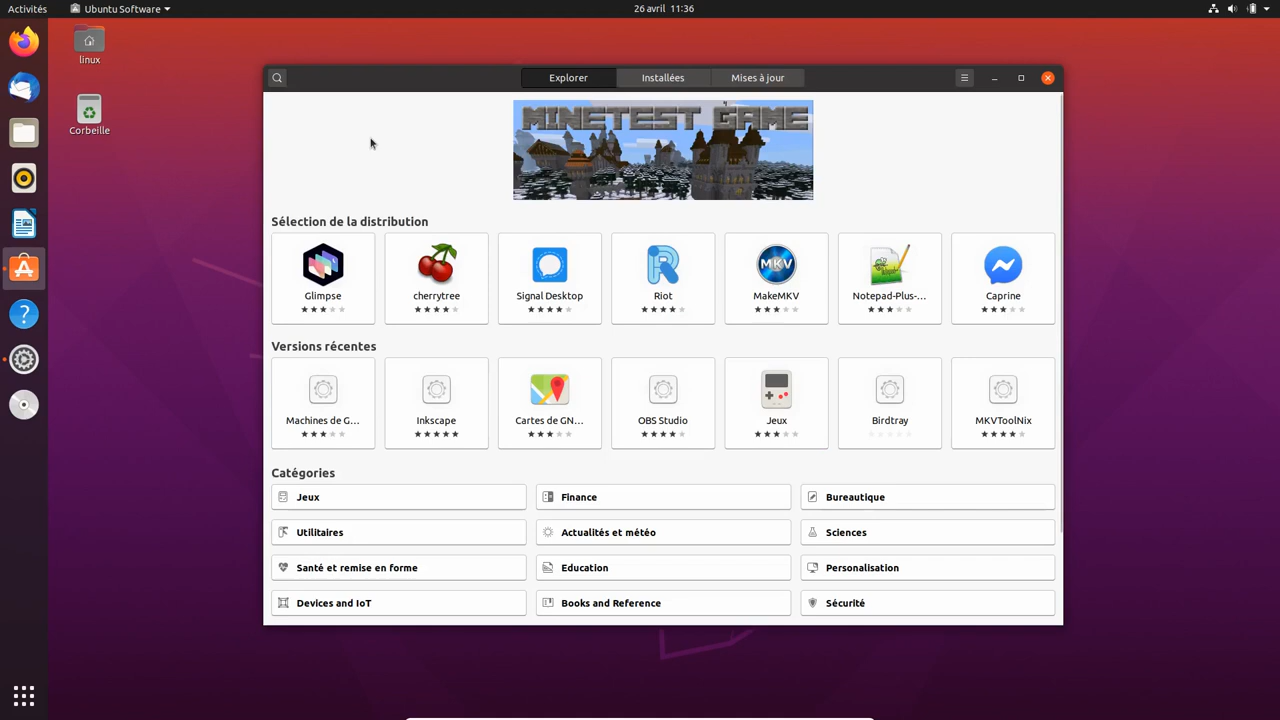 Activités
Ubuntu Software
26 avril 11:36
linux
Corbeille
Explorer
Installées
Mises à jour
MINETEST GAME
Sélection de la distribution
Glimpse
cherrytree
Signal Desktop
Riot
MakeMKV
Notepad-Plus-...
Caprine
MKV
Versions récentes
Machines de G...
Inkscape
Cartes de GN...
OBS Studio
Jeux
Birdtray
MKVToolNix
Catégories
Jeux
Finance
Bureautique
Utilitaires
Actualités et météo
Sciences
Santé et remise en forme
Education
Personalisation
Devices and IoT
Books and Reference
Sécurité